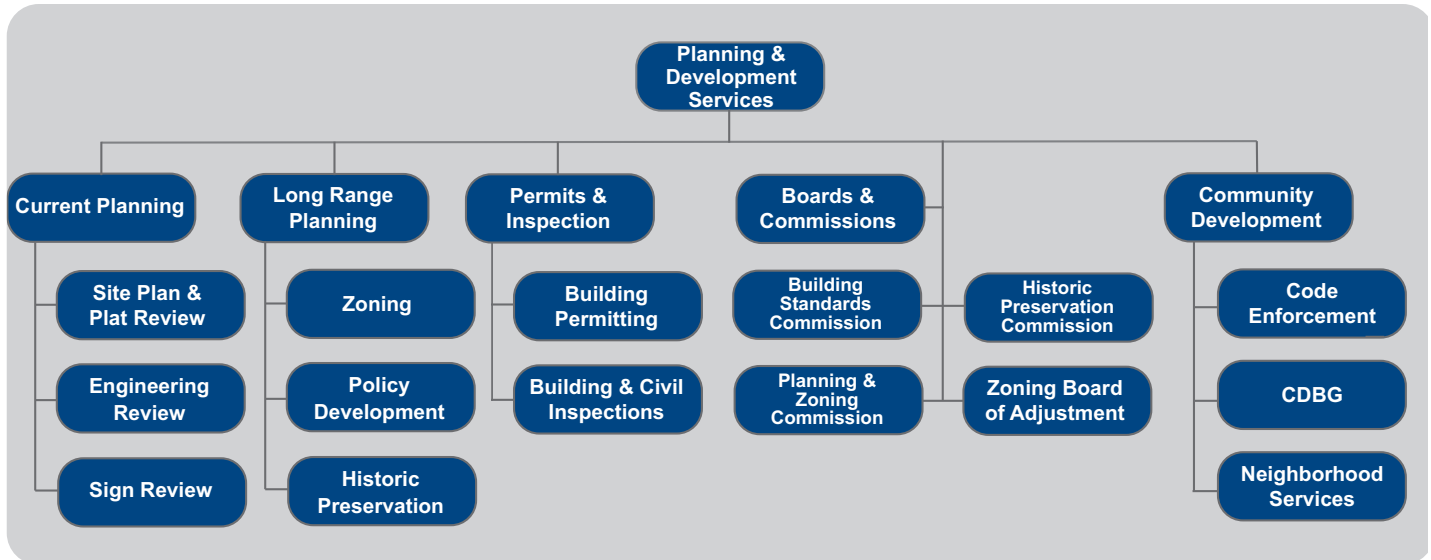 Planning &
Development
Services
Current Planning
Long Range
Planning
Permits &
Inspection
Boards &
Commissions
Community
Development
Site Plan &
Plat Review
Zoning
Building
Permitting
Building
Standards
Commission
Historic
Preservation
Commission
Code
Enforcement
Engineering
Review
Policy
Development
Building & Civil
Inspections
Planning &
Zoning
Commission
Zoning Board
of Adjustment
CDBG
Sign Review
Historic
Preservation
Neighborhood
Services